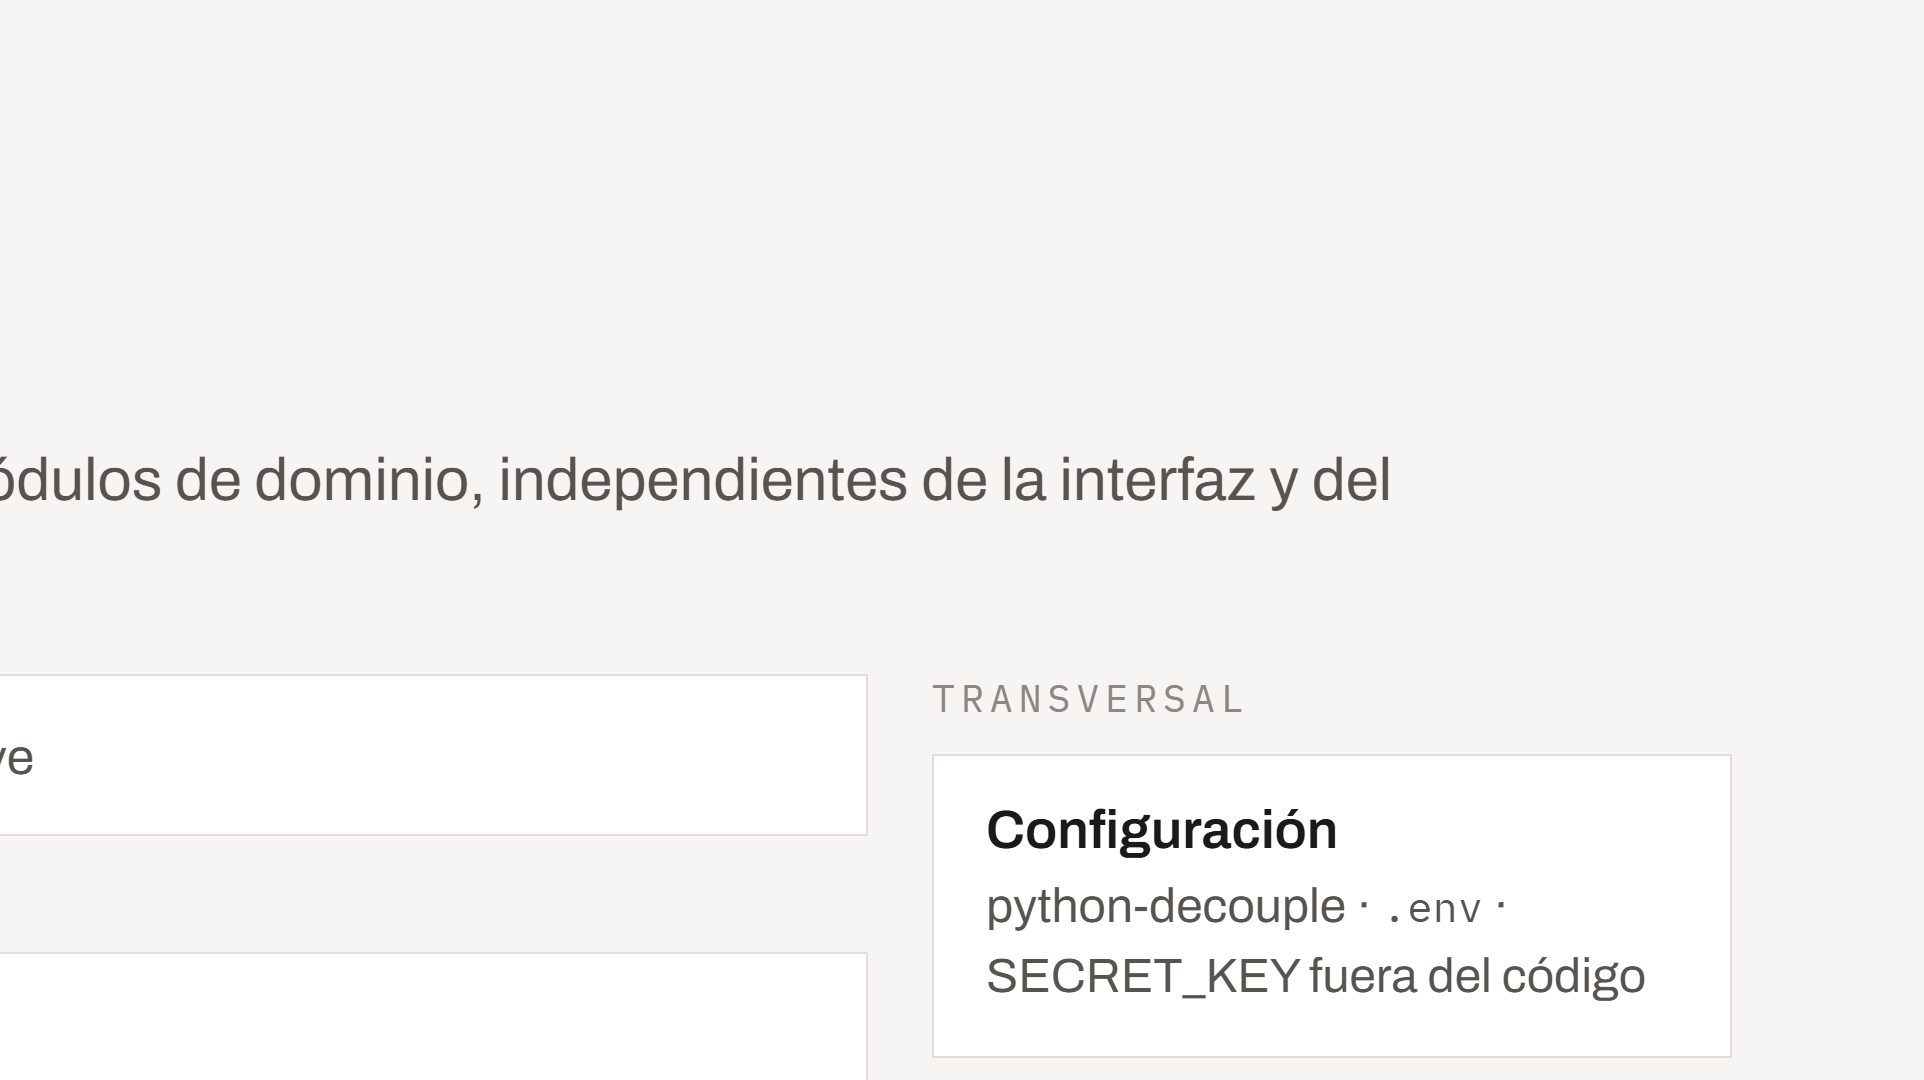 ódulos de dominio, independientes de la interfaz y del
TRANSVERSAL
ve
Configuración
python-decouple · .env ·
SECRET_KEY fuera del código